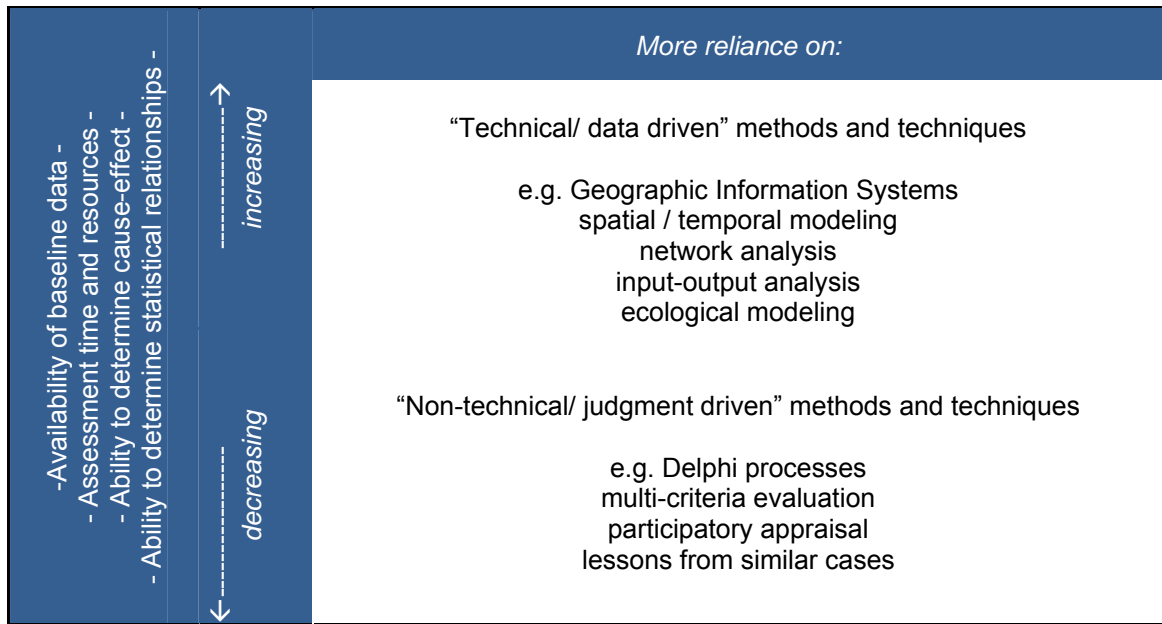 More reliance on:
-Availability of baseline data -
- Assessment time and resources -
- Ability to determine cause-effect -
- Ability to determine statistical relationships -
increasing
decreasing
“Technical/ data driven” methods and techniques
e.g. Geographic Information Systems
spatial / temporal modeling
network analysis
input-output analysis
ecological modeling
“Non-technical/ judgment driven” methods and techniques
e.g. Delphi processes
multi-criteria evaluation
participatory appraisal
lessons from similar cases